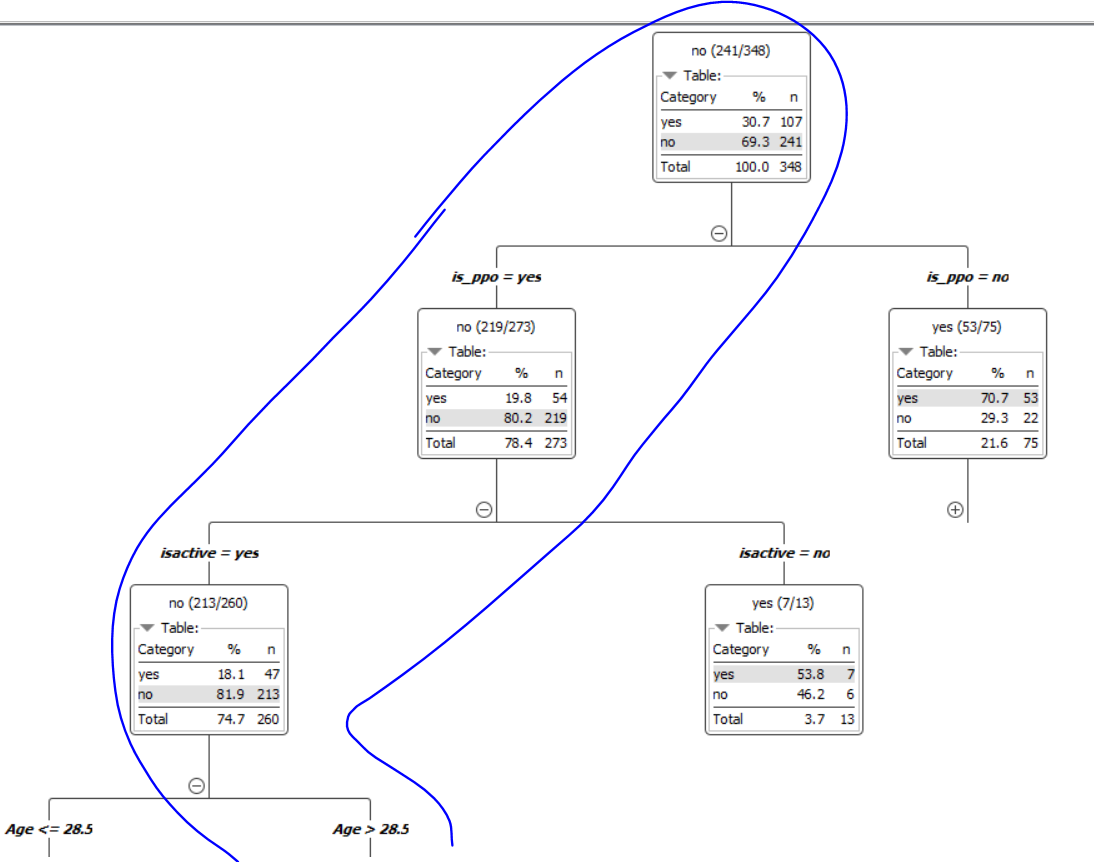 no (241/348)
Table:
Category % n
yes 30.7 107
no 69.3 241
Total 100.0 348
is_ppo = yes
is_ppo = no
no (219/273)
Table:
Category % n
yes 19.8 54
no 80.2 219
Total 78.4 273
yes (53/75)
Table:
Category % n
yes 70.7 53
no 29.3 22
Total 21.6 75
isactive = yes
isactive = no
no (213/260)
Table:
Category % n
yes 18.1 47
no 81.9 213
Total 74.7 260
yes (7/13)
Table:
Category % n
yes 53.8 7
no 46.2 6
Total 3.7 13
Age <= 28.5
Age > 28.5